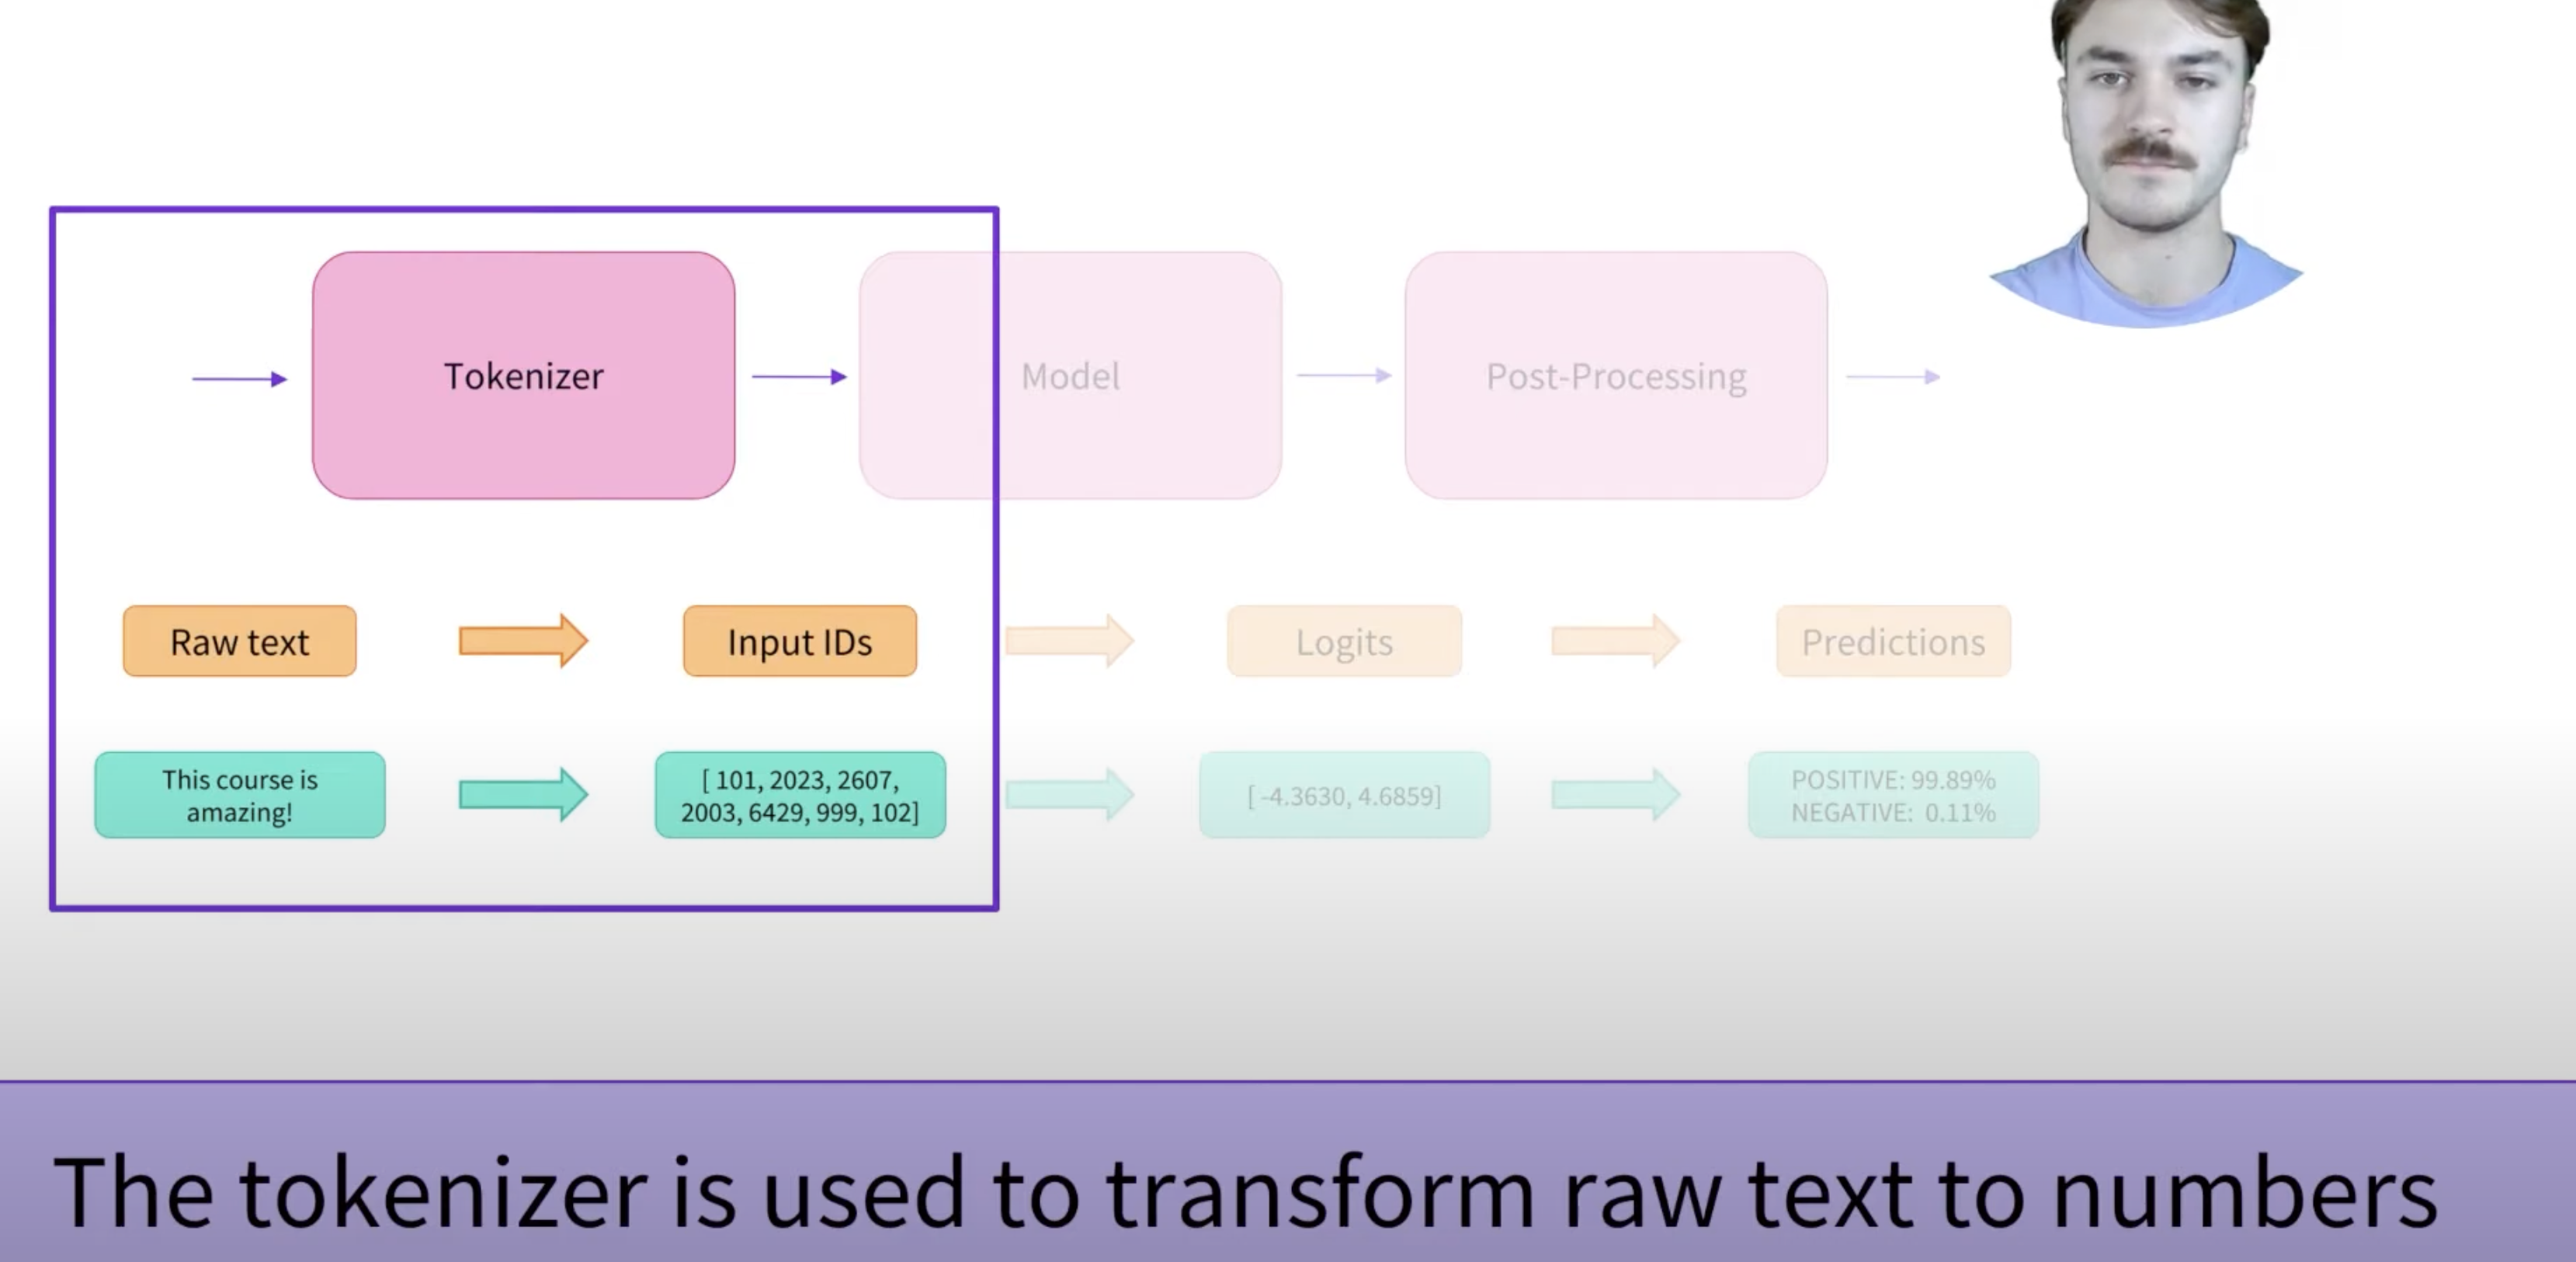 Tokenizer
Model
Post-Processing
Raw text
Input IDs
Logits
Predictions
This course is
amazing!
[ 101, 2023, 2607,
2003, 6429, 999, 102]
[ -4.3630, 4.6859]
POSITIVE: 99.89%
NEGATIVE: 0.11%
The tokenizer is used to transform raw text to numbers